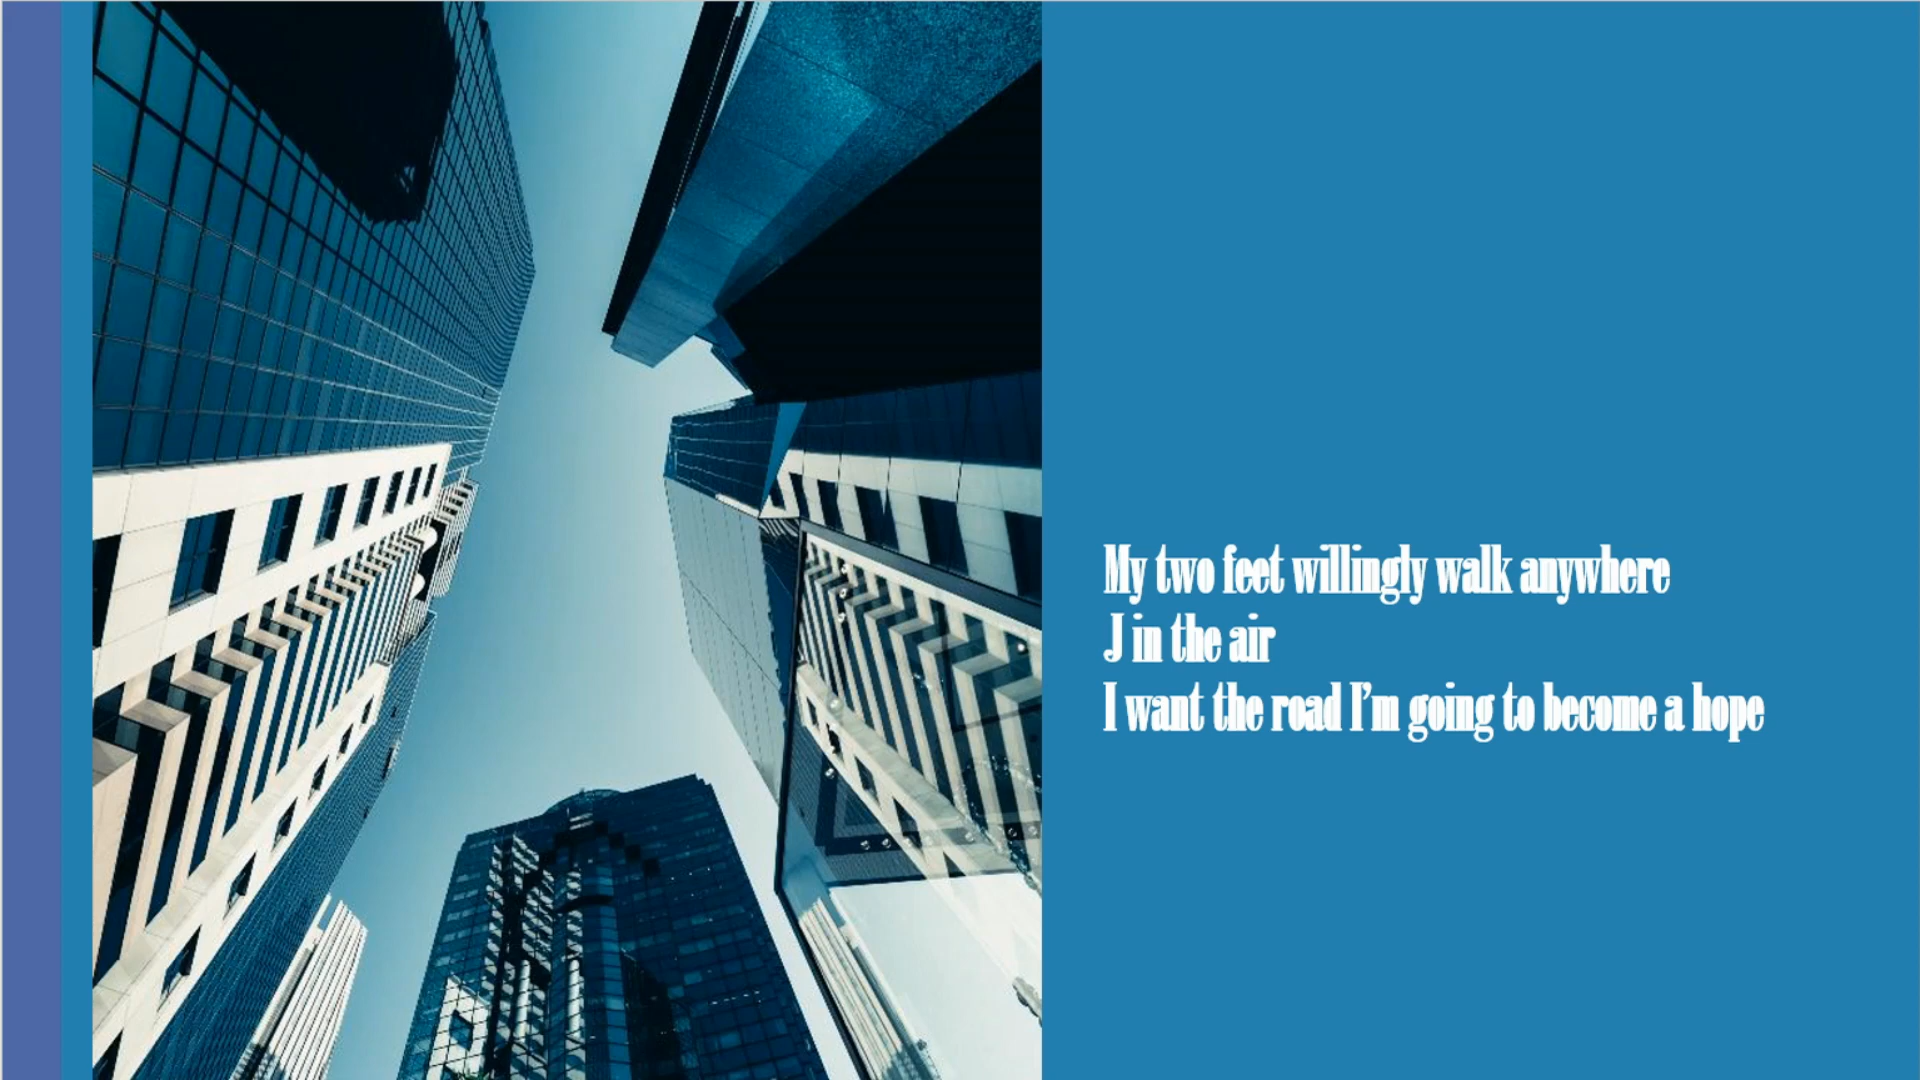 My two feet willingly walk anywhere
J in the air
I want the road I'm going to become a hope